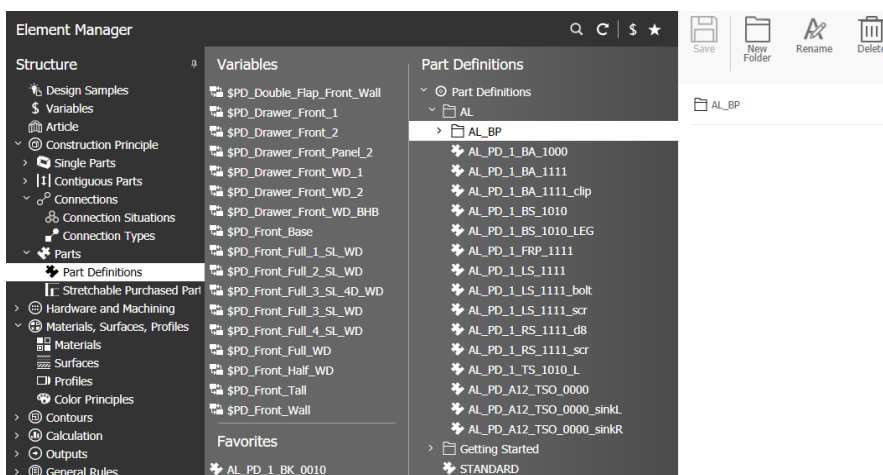 Element Manager
$
Structure
Variables
Part Definitions
Save
New Folder
Rename
Delete
Design Samples
$ Variables
Article
Construction Principle
Single Parts
Contiguous Parts
Connections
Connection Situations
Connection Types
Parts
Part Definitions
Stretchable Purchased Part
Hardware and Machining
Materials, Surfaces, Profiles
Materials
Surfaces
Profiles
Color Principles
Contours
Calculation
Outputs
General Rules
$PD_Double_Flap_Front_Wall
$PD_Drawer_Front_1
$PD_Drawer_Front_2
$PD_Drawer_Front_Panel_2
$PD_Drawer_Front_WD_1
$PD_Drawer_Front_WD_2
$PD_Drawer_Front_WD_BHB
$PD_Front_Base
$PD_Front_Full_1_SL_WD
$PD_Front_Full_2_SL_WD
$PD_Front_Full_3_SL_4D_WD
$PD_Front_Full_3_SL_WD
$PD_Front_Full_4_SL_WD
$PD_Front_Full_WD
$PD_Front_Half_WD
$PD_Front_Tall
$PD_Front_Wall
Favorites
AL_PD_1_BK_0010
Part Definitions
AL
AL_BP
AL_PD_1_BA_1000
AL_PD_1_BA_1111
AL_PD_1_BA_1111_clip
AL_PD_1_BS_1010
AL_PD_1_BS_1010_LEG
AL_PD_1_FRP_1111
AL_PD_1_LS_1111
AL_PD_1_LS_1111_bolt
AL_PD_1_LS_1111_scr
AL_PD_1_RS_1111_d8
AL_PD_1_RS_1111_scr
AL_PD_1_TS_1010_L
AL_PD_A12_TSO_0000
AL_PD_A12_TSO_0000_sinkL
AL_PD_A12_TSO_0000_sinkR
Getting Started
STANDARD
AL_BP